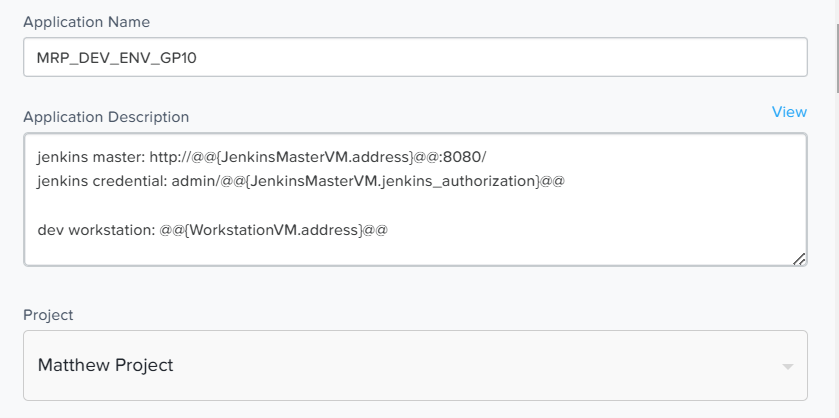 Application Name
MRP_DEV_ENV_GP10
Application Description
View
jenkins master: http://@@{JenkinsMasterVM.address}@@:8080/
jenkins credential: admin/@@{JenkinsMasterVM.jenkins_authorization}@@
dev workstation: @@{WorkstationVM.address}@@
Project
Matthew Project